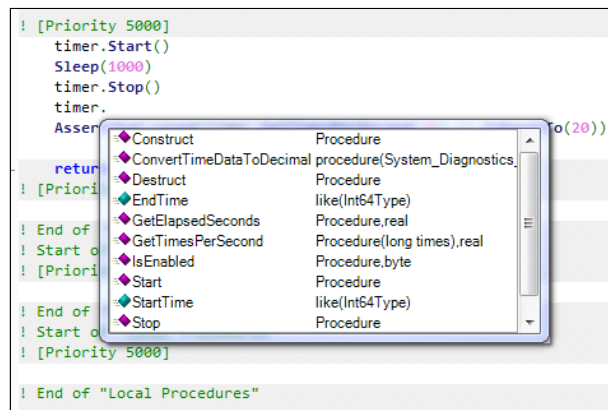 ! [Priority 5000]
timer.Start()
Sleep(1000)
timer.Stop()
timer.
Asser
o(20))
Construct Procedure
ConvertTimeDataToDecimal procedure(System_Diagnostics_
retur
Destruct Procedure
! [Priori
EndTime like(Int64Type)
GetElapsedSeconds Procedure,real
! End of
GetTimesPerSecond Procedure(long times),real
! Start o
IsEnabled Procedure,byte
! [Priori
Start Procedure
StartTime like(Int64Type)
! End of
Stop Procedure
! Start o
! [Priority 5000]
! End of "Local Procedures"